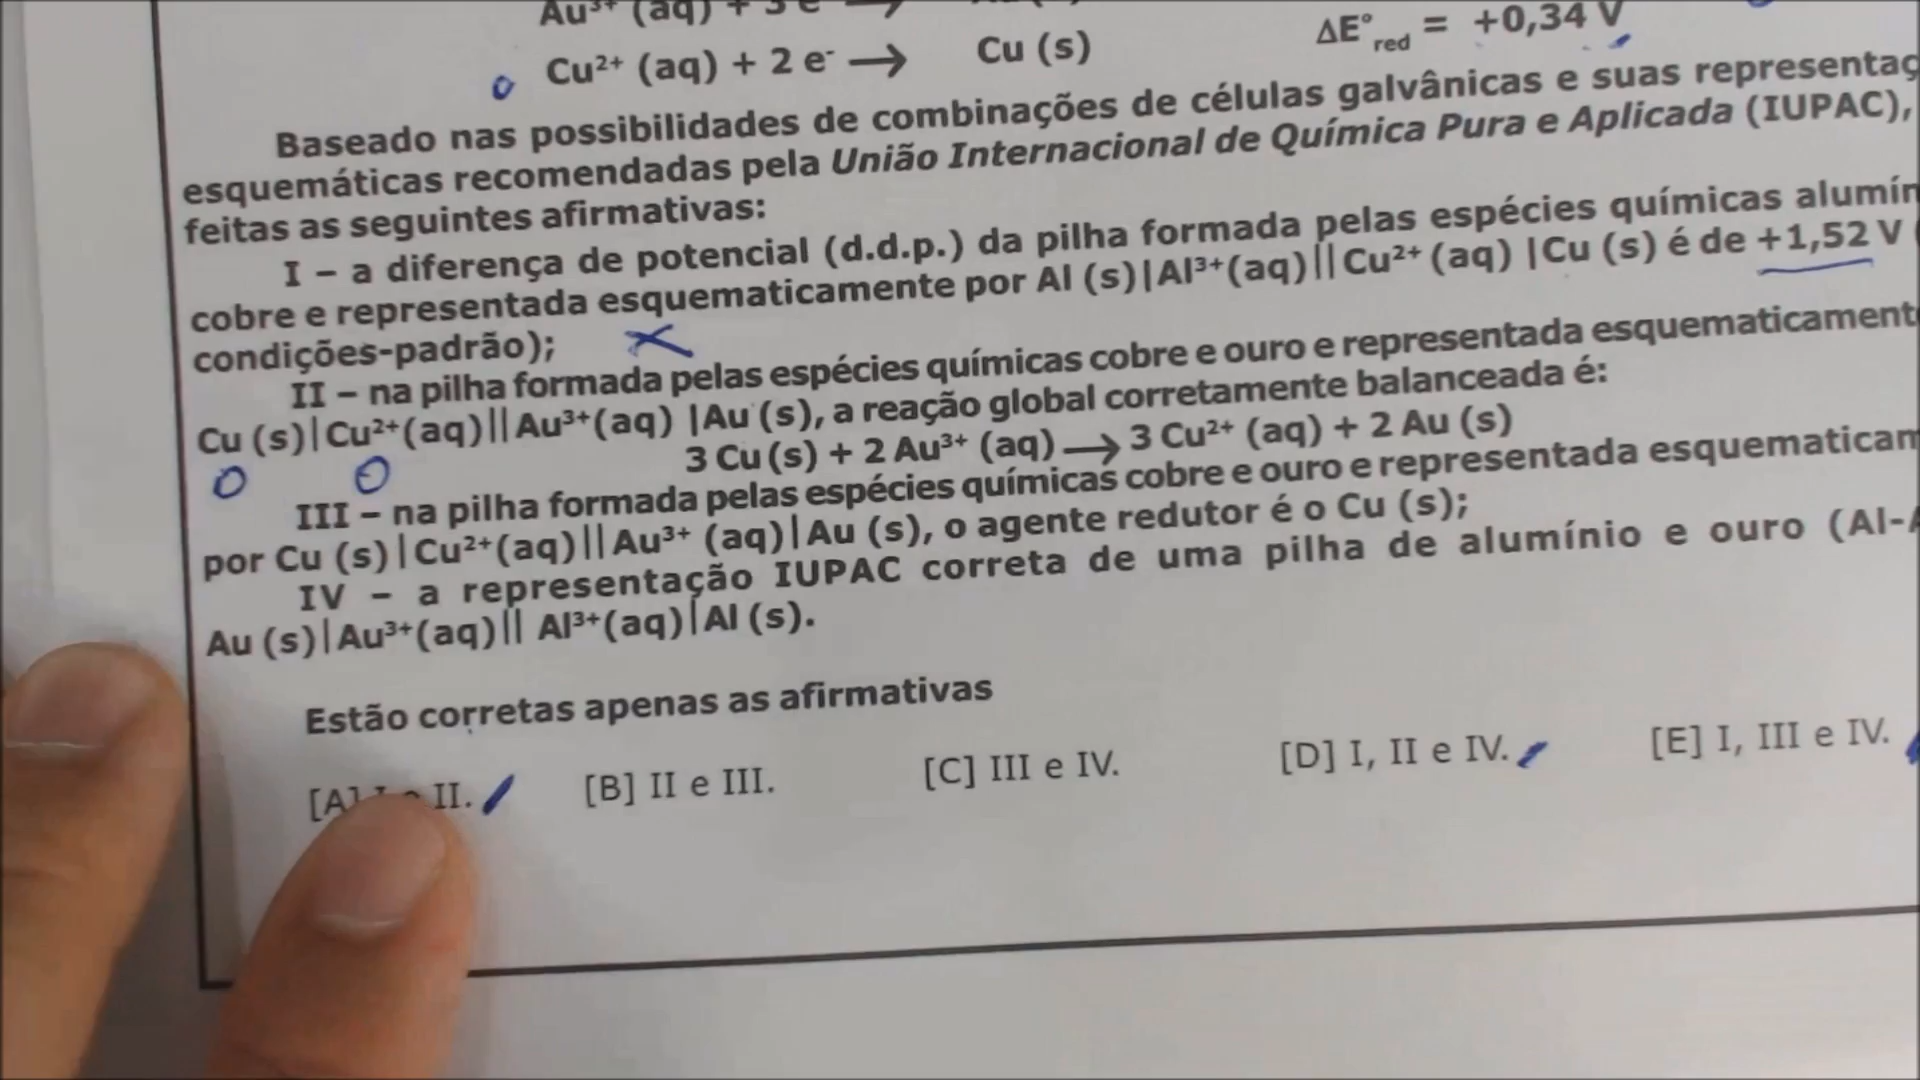 Au³⁺ (aq) + 3 e⁻ →
Cu²⁺ (aq) + 2 e⁻ → Cu (s) ΔE°red = +0,34 V
Baseado nas possibilidades de combinações de células galvânicas e suas
esquemáticas recomendadas pela União Internacional de Química Pura e Aplicada (IUPAC),
feitas as seguintes afirmativas:
I – a diferença de potencial (d.d.p.) da pilha formada pelas espécies químicas
cobre e representada esquematicamente por Al (s)|Al³⁺(aq)||Cu²⁺ (aq) |Cu (s) é de +1,52 V
condições-padrão);
II – na pilha formada pelas espécies químicas cobre e ouro e representada
Cu (s)|Cu²⁺(aq)||Au³⁺(aq) |Au (s), a reação global corretamente balanceada é:
3 Cu (s) + 2 Au³⁺ (aq) → 3 Cu²⁺ (aq) + 2 Au (s)
III – na pilha formada pelas espécies químicas cobre e ouro e representada
por Cu (s)|Cu²⁺(aq)||Au³⁺ (aq)|Au (s), o agente redutor é o Cu (s);
IV – a representação IUPAC correta de uma pilha de alumínio e ouro (Al-
Au (s)|Au³⁺(aq)|| Al³⁺(aq)|Al (s).
Estão corretas apenas as afirmativas
[A] II. [B] II e III. [C] III e IV. [D] I, II e IV. [E] I, III e IV.